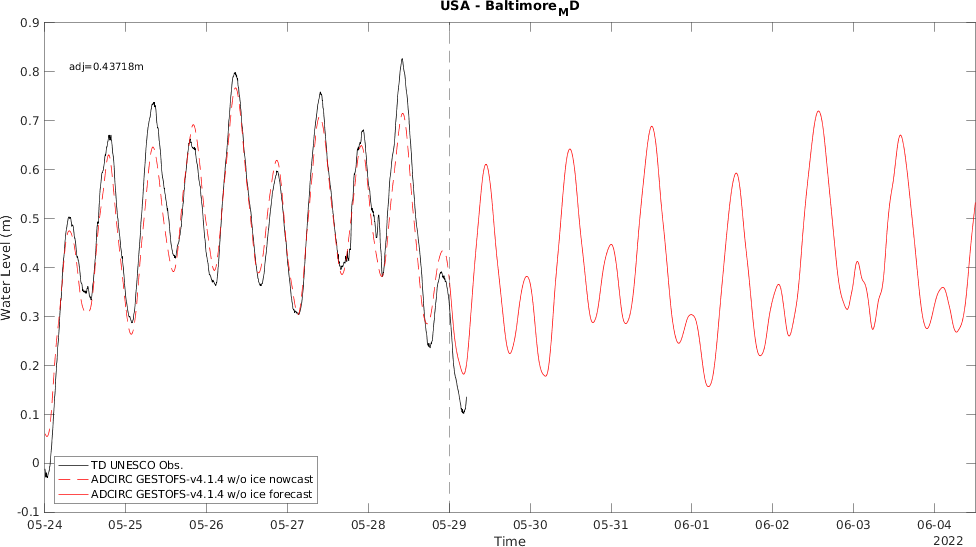 USA - Baltimore_MD
0.9
0.8
0.7
0.6
0.5
0.4
0.3
0.2
0.1
0
-0.1
Water Level (m)
adj=0.43718m
TD UNESCO Obs.
ADCIRC GESTOFS-v4.1.4 w/o ice nowcast
ADCIRC GESTOFS-v4.1.4 w/o ice forecast
05-24 05-25 05-26 05-27 05-28 05-29 05-30 05-31 06-01 06-02 06-03 06-04
Time
2022